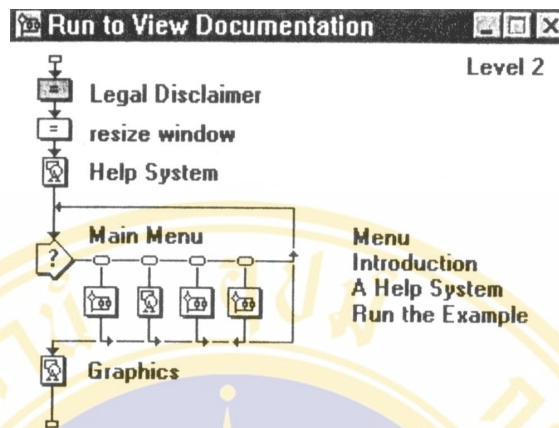 Run to View Documentation
Level 2
Legal Disclaimer
resize window
Help System
Main Menu
Menu
Introduction
A Help System
Run the Example
Graphics